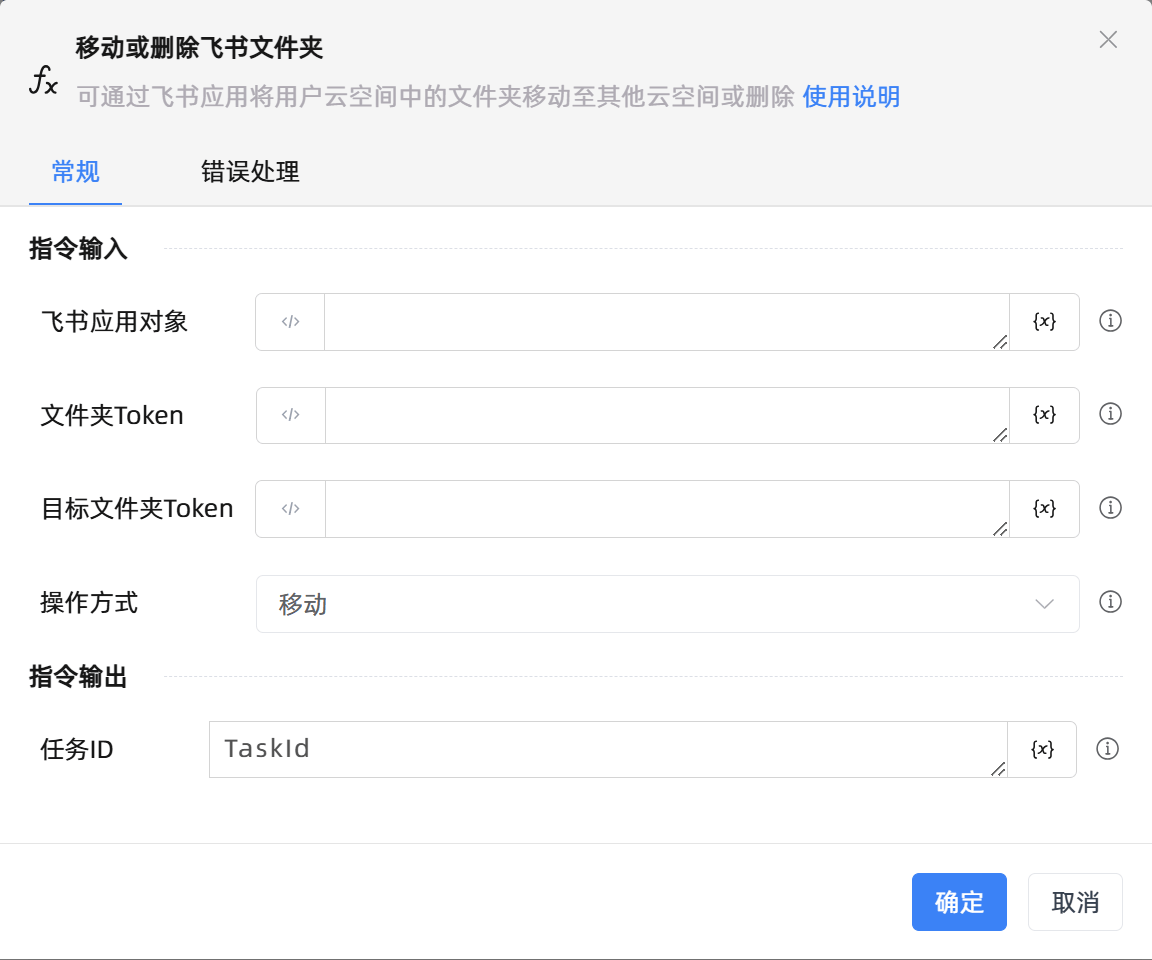 移动或删除飞书文件夹
fx
可通过飞书应用将用户云空间中的文件夹移动至其他云空间或删除 使用说明
常规 错误处理
指令输入
飞书应用对象 </> {x}
文件夹Token </> {x}
目标文件夹Token </> {x}
操作方式 移动
指令输出
任务ID TaskId {x}
确定 取消